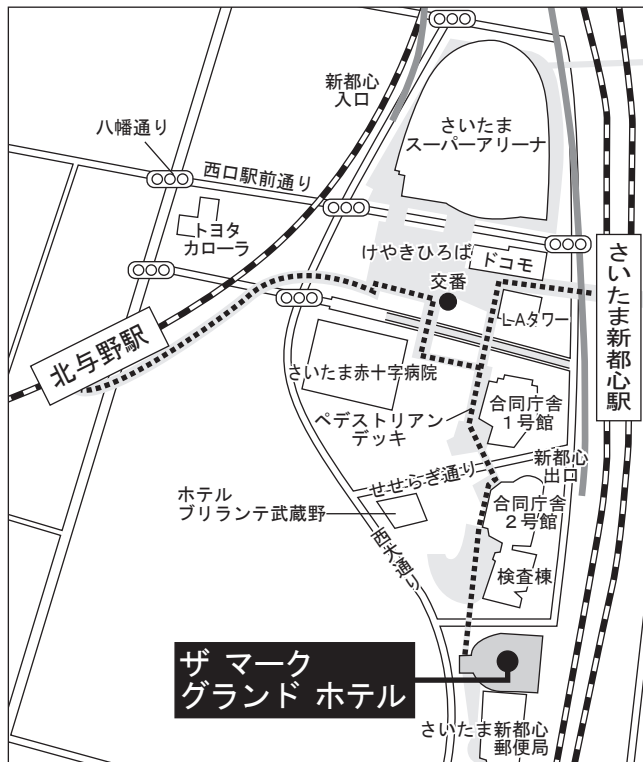 新都心
入口
八幡通り
さいたま
スーパーアリーナ
西口駅前通り
トヨタ
カローラ
けやきひろば
ドコモ
交番
さいたま新都心駅
L-Aタワー
北与野駅
さいたま赤十字病院
合同庁舎
1号館
ペデストリアン
デッキ
新都心
出口
せせらぎ通り
ホテル
ブリランテ武蔵野
合同庁舎
2号館
西大通り
検査棟
ザ マーク
グランド ホテル
さいたま新都心
郵便局